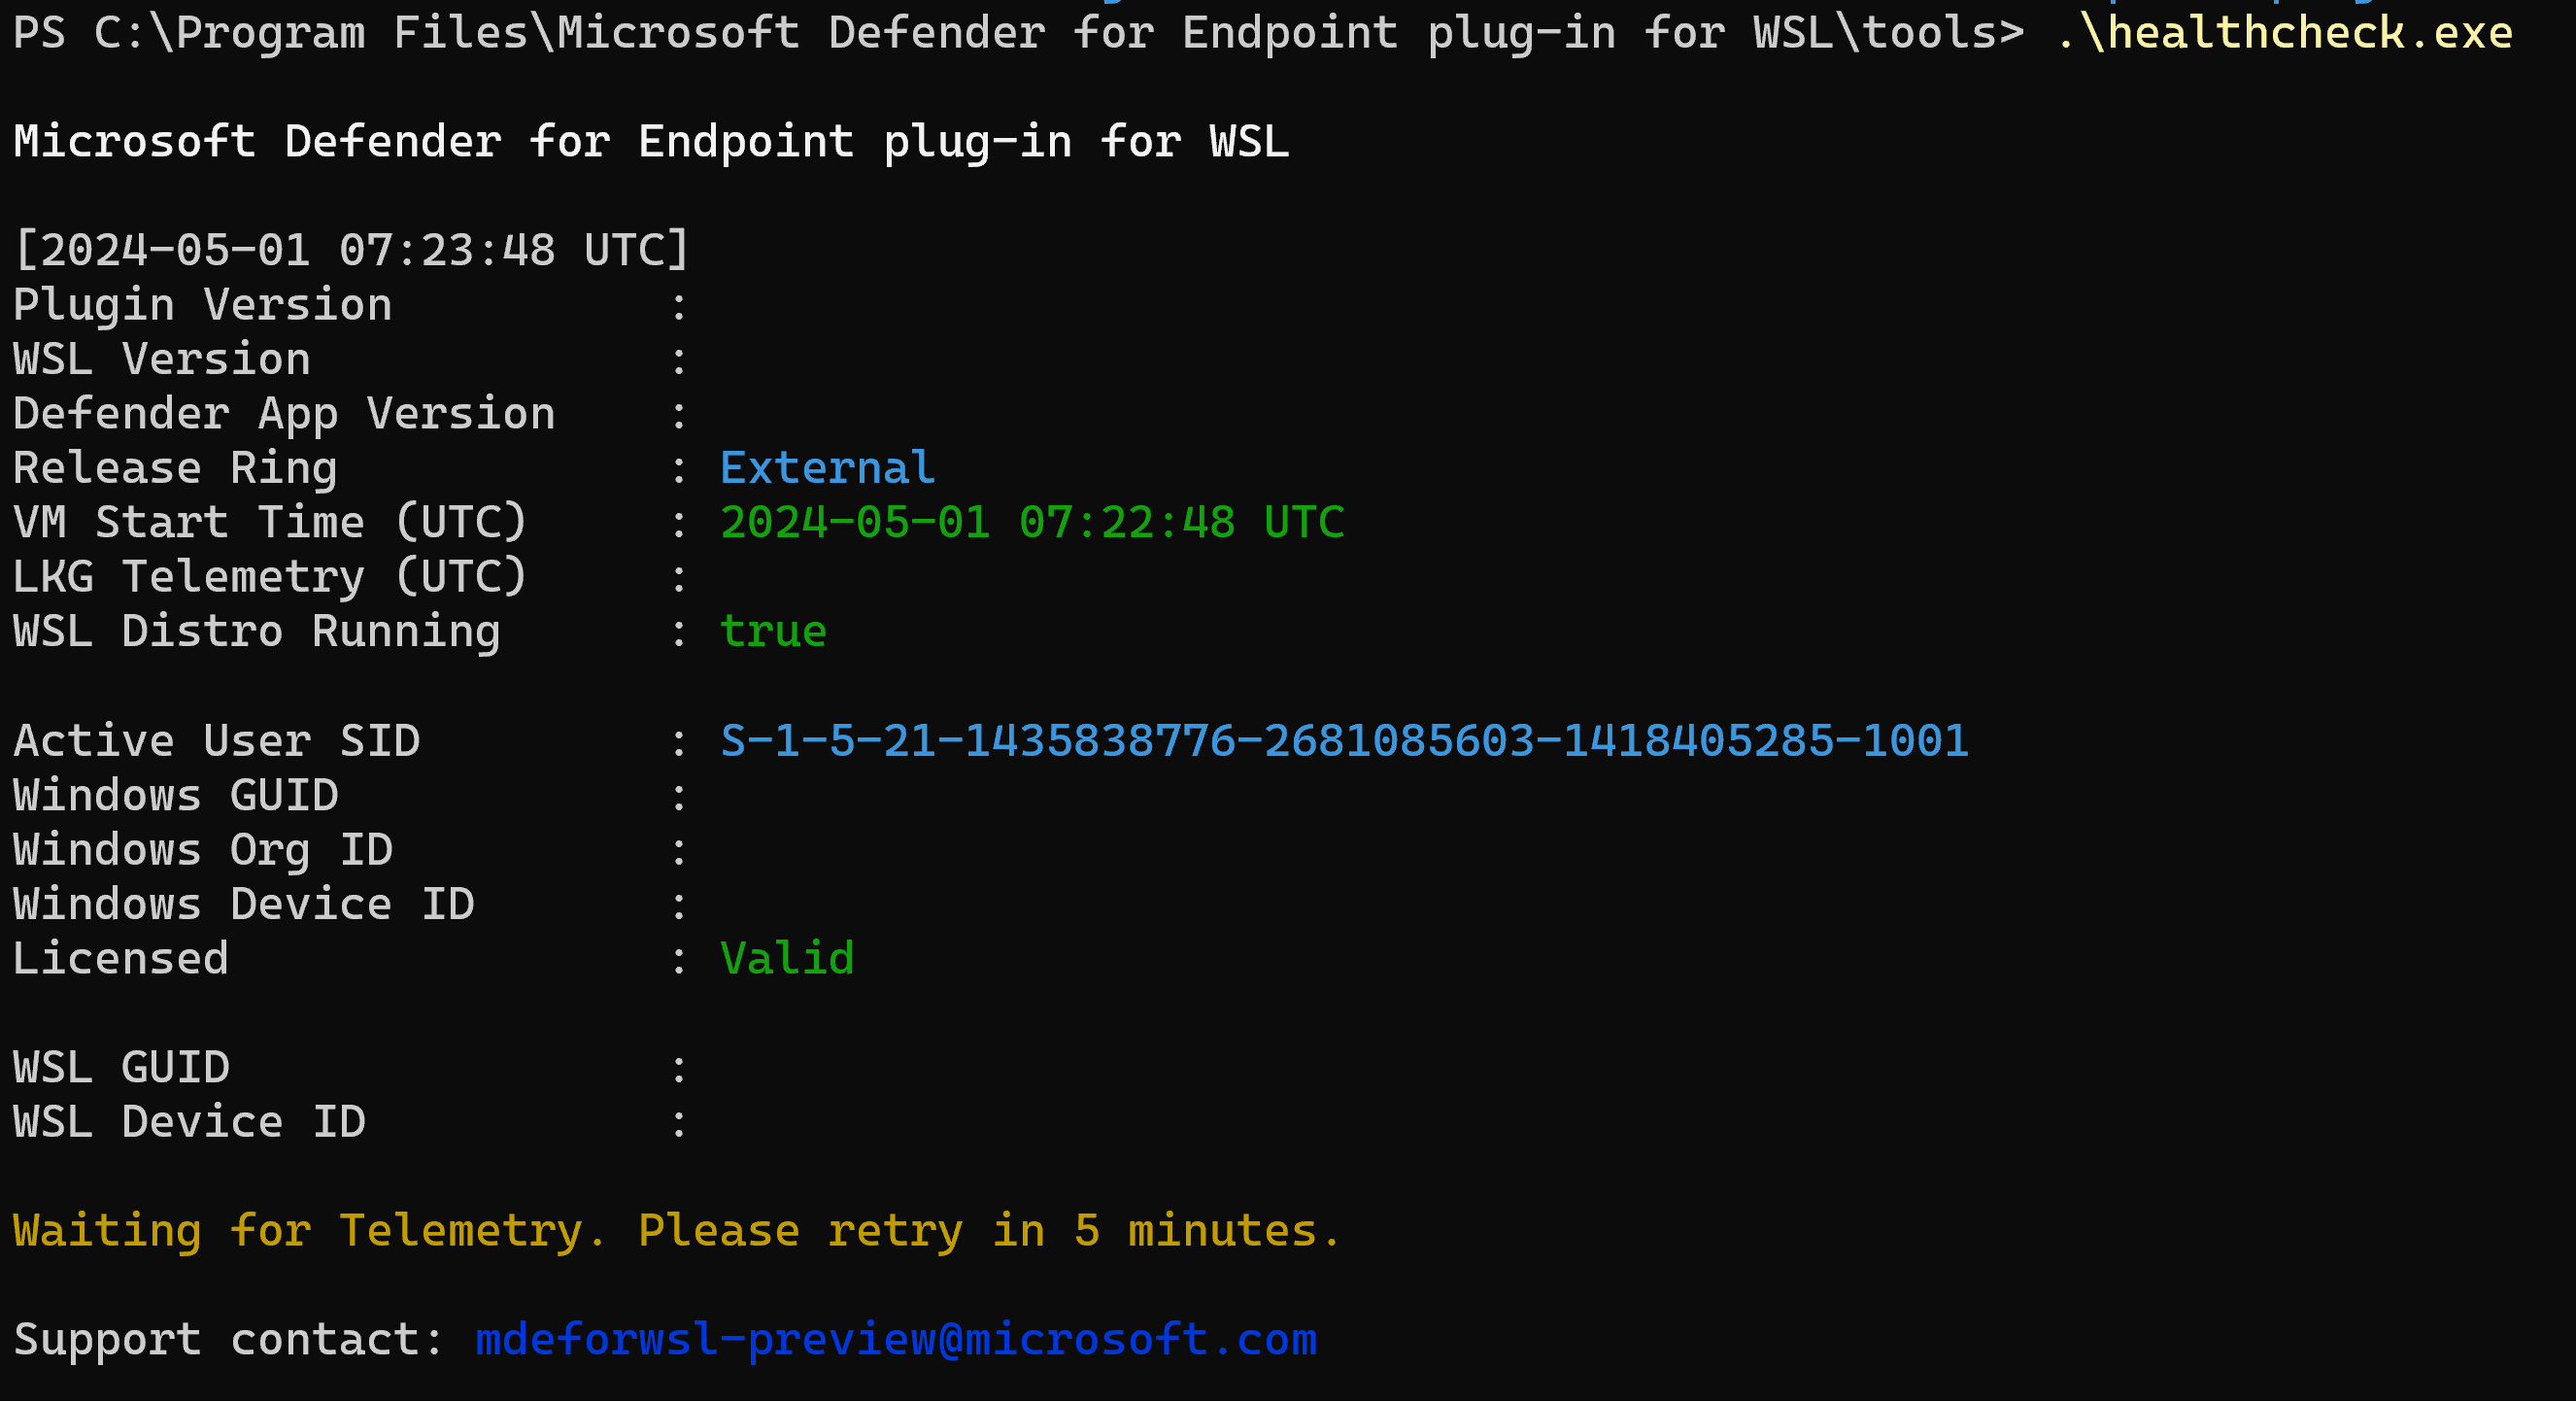 PS C:\Program Files\Microsoft Defender for Endpoint plug-in for WSL\tools> .\healthcheck.exe
Microsoft Defender for Endpoint plug-in for WSL
[2024-05-01 07:23:48 UTC]
Plugin Version :
WSL Version :
Defender App Version :
Release Ring : External
VM Start Time (UTC) : 2024-05-01 07:22:48 UTC
LKG Telemetry (UTC) :
WSL Distro Running : true
Active User SID : S-1-5-21-1435838776-2681085603-1418405285-1001
Windows GUID :
Windows Org ID :
Windows Device ID :
Licensed : Valid
WSL GUID :
WSL Device ID :
Waiting for Telemetry. Please retry in 5 minutes.
Support contact: mdeforwsl-preview@microsoft.com